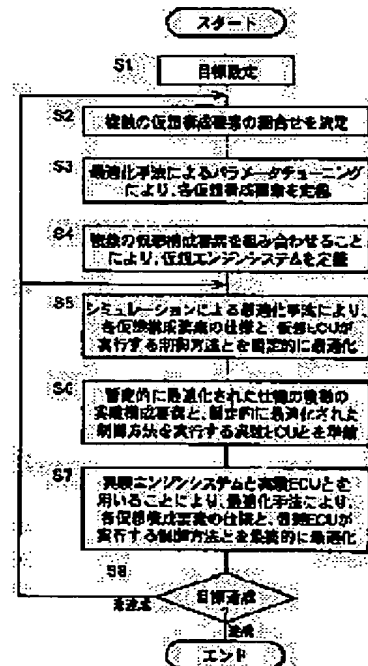 スタート
S1
目標設定
S2
複数の仮想構成要素の組合せを決定
S3
最適化手法によるパラメータチューニング
により、各仮想構成要素を定義
S4
複数の仮想構成要素を組み合わせること
により、仮想エンジンシステムを定義
S5
シミュレーションによる最適化手法により、
各仮想構成要素の仕様と、仮想ECUが
実行する制御方法とを暫定的に最適化
S6
暫定的に最適化された仕様の複数の
実験構成要素と、暫定的に最適化された
制御方法を実行する実験ECUとを準備
S7
実験エンジンシステムと実験ECUとを
用いることにより、最適化手法により、
各仮想構成要素の仕様と、仮想ECUが
実行する制御方法とを最終的に最適化
S8
目標達成
?
未達成
達成
エンド